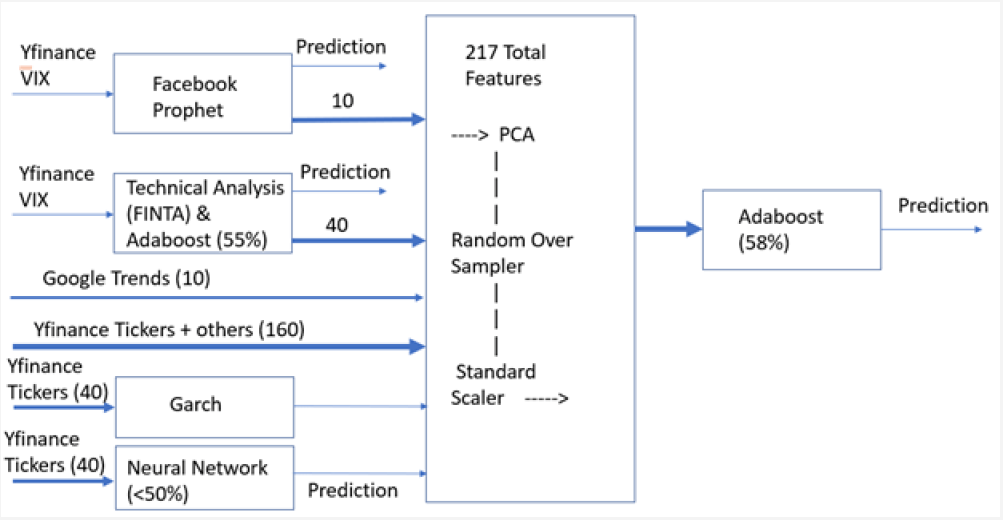 Yfinance
VIX
Facebook
Prophet
Prediction
10
Yfinance
VIX
Technical Analysis
(FINTA) &
Adaboost (55%)
Prediction
40
Google Trends (10)
Yfinance Tickers + others (160)
Yfinance
Tickers (40)
Garch
Yfinance
Tickers (40)
Neural Network
(<50%)
Prediction
217 Total
Features
----> PCA
Random Over
Sampler
Standard
Scaler ----->
Adaboost
(58%)
Prediction